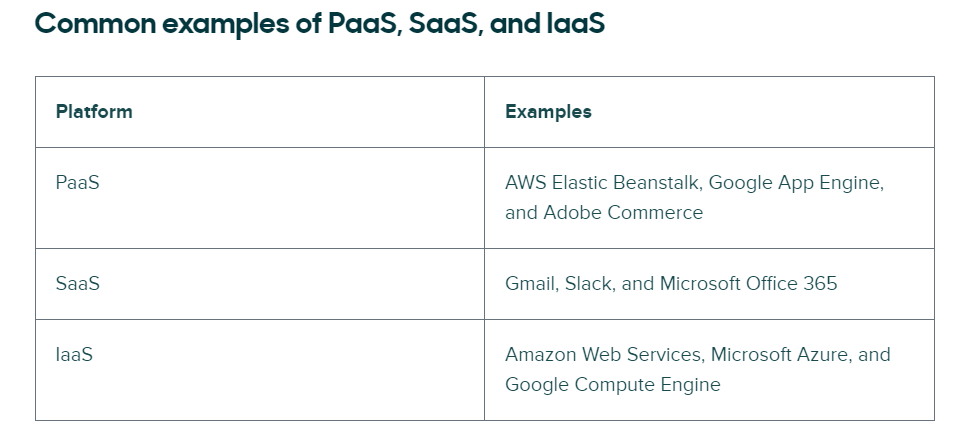 Common examples of PaaS, SaaS, and IaaS
Platform
Examples
PaaS
AWS Elastic Beanstalk, Google App Engine,
and Adobe Commerce
SaaS
Gmail, Slack, and Microsoft Office 365
IaaS
Amazon Web Services, Microsoft Azure, and
Google Compute Engine